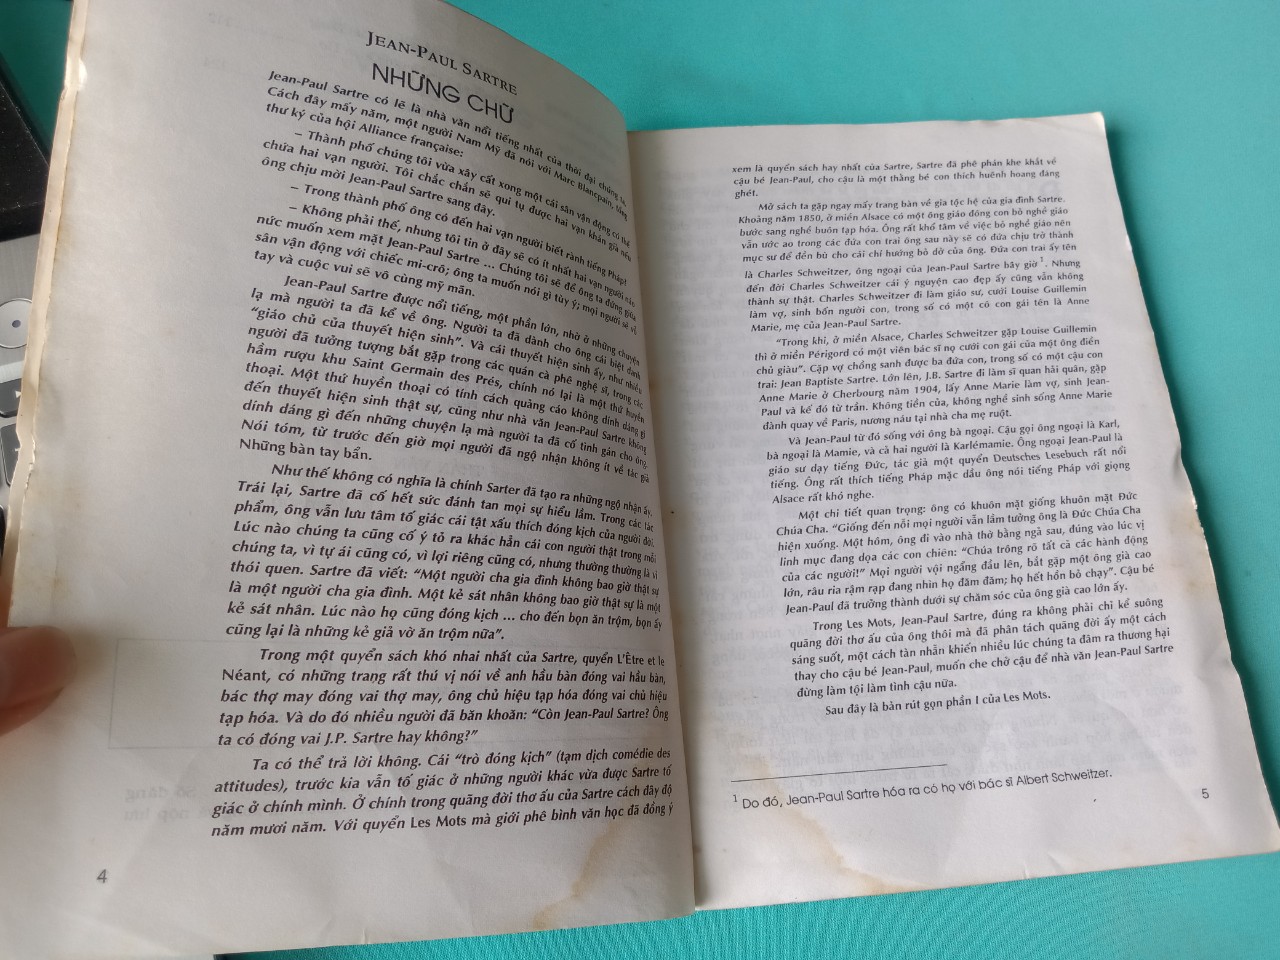 JEAN-PAUL SARTRE
NHỮNG CHỮ
Jean-Paul Sartre có lẽ là nhà văn nổi tiếng nhất của thời đại chúng ta.
Cách đây mấy năm, một người Nam Mỹ đã nói với Marc Blancpain, tổng
thư ký của hội Alliance française:
– Thành phố chúng tôi vừa xây cất xong một cái sân vận động có thể
chứa hai vạn người. Tôi chắc chắn sẽ qui tụ được hai vạn khán giả nếu
ông chịu mời Jean-Paul Sartre sang đây.
– Trong thành phố ông có đến hai vạn người biết rành tiếng Pháp?
– Không phải thế, nhưng tôi tin ở đây sẽ có ít nhất hai vạn người náo
nức muốn xem mặt Jean-Paul Sartre ... Chúng tôi sẽ để ông ta đứng giữa
sân vận động với chiếc mi-crô; ông ta muốn nói gì tùy ý; mọi người sẽ vỗ
tay và cuộc vui sẽ vô cùng mỹ mãn.
Jean-Paul Sartre được nổi tiếng, một phần lớn, nhờ ở những chuyện
lạ mà người ta đã kể về ông. Người ta đã dành cho ông cái biệt danh
“giáo chủ của thuyết hiện sinh”. Và cái thuyết hiện sinh ấy, như nhiều
người đã tưởng tượng bắt gặp trong các quán cà phê nghệ sĩ, trong các
hầm rượu khu Saint Germain des Prés, chính nó lại là một thứ huyền
thoại. Một thứ huyền thoại có tính cách quảng cáo không dính dáng gì
đến thuyết hiện sinh thật sự, cũng như nhà văn Jean-Paul Sartre không
dính dáng gì đến những chuyện lạ mà người ta đã cố tình gán cho ông.
Nói tóm, từ trước đến giờ mọi người đã ngộ nhận không ít về tác giả
Những bàn tay bẩn.
Như thế không có nghĩa là chính Sarter đã tạo ra những ngộ nhận ấy.
Trái lại, Sartre đã cố hết sức đánh tan mọi sự hiểu lầm. Trong các tác
phẩm, ông vẫn lưu tâm tố giác cái tật xấu thích đóng kịch của người đời.
Lúc nào chúng ta cũng cố ý tỏ ra khác hẳn cái con người thật trong mỗi
chúng ta, vì tự ái cũng có, vì lợi riêng cũng có, nhưng thường thường là vì
thói quen. Sartre đã viết: “Một người cha gia đình không bao giờ thật sự
là một người cha gia đình. Một kẻ sát nhân không bao giờ thật sự là một
kẻ sát nhân. Lúc nào họ cũng đóng kịch ... cho đến bọn ăn trộm, bọn ấy
cũng lại là những kẻ giả vờ ăn trộm nữa”.
Trong một quyển sách khó nhai nhất của Sartre, quyển L’Être et le
Néant, có những trang rất thú vị nói về anh hầu bàn đóng vai hầu bàn,
bác thợ may đóng vai thợ may, ông chủ hiệu tạp hóa đóng vai chủ hiệu
tạp hóa. Và do đó nhiều người đã băn khoăn: “Còn Jean-Paul Sartre? Ông
ta có đóng vai J.P. Sartre hay không?”
Ta có thể trả lời không. Cái “trò đóng kịch” (tạm dịch comédie des
attitudes), trước kia vẫn tố giác ở những người khác vừa được Sartre tố
giác ở chính mình. Ở chính trong quãng đời thơ ấu của Sartre cách đây độ
năm mươi năm. Với quyển Les Mots mà giới phê bình văn học đã đồng ý
4
xem là quyển sách hay nhất của Sartre, Sartre đã phê phán khe khắt về
cậu bé Jean-Paul, cho cậu là một thằng bé con thích huênh hoang đáng
ghét.
Mở sách ta gặp ngay mấy trang bàn về gia tộc hệ của gia đình Sartre.
Khoảng năm 1850, ở miền Alsace có một ông giáo đông con bỏ nghề giáo
bước sang nghề buôn tạp hóa. Ông rất khổ tâm về việc bỏ nghề giáo nên
vẫn ước ao trong các đứa con trai ông sau này sẽ có đứa chịu trở thành
mục sư để đền bù cho cái chí hướng bỏ dở của ông. Đứa con trai ấy tên
là Charles Schweitzer, ông ngoại của Jean-Paul Sartre bây giờ 1. Nhưng
đến đời Charles Schweitzer cái ý nguyện cao đẹp ấy cũng vẫn không
thành sự thật. Charles Schweitzer đi làm giáo sư, cưới Louise Guillemin
làm vợ, sinh bốn người con, trong số có một cô con gái tên là Anne
Marie, mẹ của Jean-Paul Sartre.
“Trong khi, ở miền Alsace, Charles Schweitzer gặp Louise Guillemin
thì ở miền Périgord có một viên bác sĩ nọ cưới con gái của một ông điền
chủ giàu”. Cặp vợ chồng sanh được ba đứa con, trong số có một cậu con
trai: Jean Baptiste Sartre. Lớn lên, J.B. Sartre đi làm sĩ quan hải quân, gặp
Anne Marie ở Cherbourg năm 1904, lấy Anne Marie làm vợ, sinh Jean-
Paul và kế đó từ trần. Không tiền của, không nghề sinh sống Anne Marie
đành quay về Paris, nương náu tại nhà cha mẹ ruột.
Và Jean-Paul từ đó sống với ông bà ngoại. Cậu gọi ông ngoại là Karl,
bà ngoại là Mamie, và cả hai người là Karlémamie. Ông ngoại Jean-Paul là
giáo sư dạy tiếng Đức, tác giả một quyển Deutsches Lesebuch rất nổi
tiếng. Ông rất thích tiếng Pháp mặc dầu ông nói tiếng Pháp với giọng
Alsace rất khó nghe.
Một chi tiết quan trọng: ông có khuôn mặt giống khuôn mặt Đức
Chúa Cha. “Giống đến nỗi mọi người vẫn lầm tưởng ông là Đức Chúa Cha
hiện xuống. Một hôm, ông đi vào nhà thờ bằng ngả sau, đúng vào lúc vị
linh mục đang dọa các con chiên: “Chúa trông rõ tất cả các hành động
của các người!” Mọi người vội ngẩng đầu lên, bắt gặp một ông già cao
lớn, râu ria rậm rạp đang nhìn họ đăm đăm; họ hết hồn bỏ chạy”. Cậu bé
Jean-Paul đã trưởng thành dưới sự chăm sóc của ông già cao lớn ấy.
Trong Les Mots, Jean-Paul Sartre, đúng ra không phải chỉ kể suông
quãng đời thơ ấu của ông thôi mà đã phân tách quãng đời ấy một cách
sáng suốt, một cách tàn nhẫn khiến nhiều lúc chúng ta đâm ra thương hại
thay cho cậu bé Jean-Paul, muốn che chở cậu để nhà văn Jean-Paul Sartre
đừng làm tội làm tình cậu nữa.
Sau đây là bản rút gọn phần I của Les Mots.
1 Do đó, Jean-Paul Sartre hóa ra có họ với bác sĩ Albert Schweitzer.
5